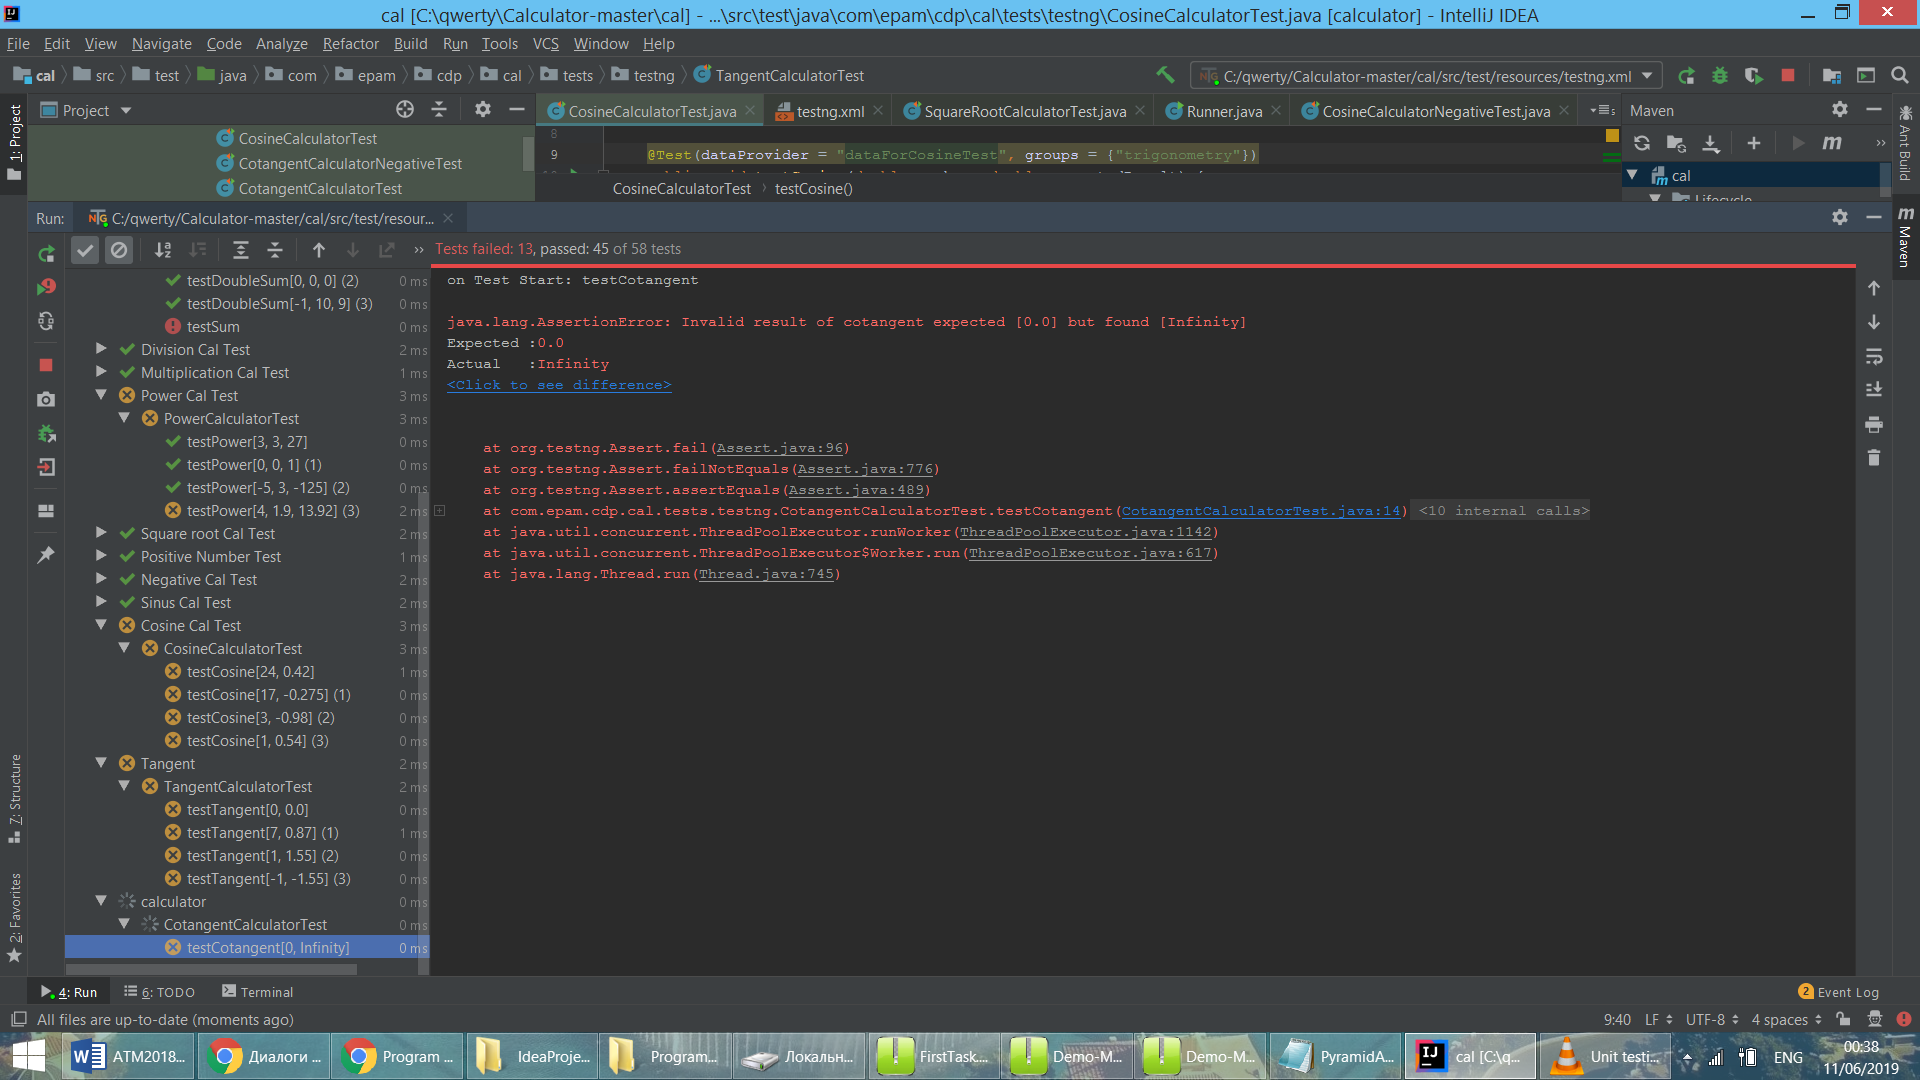 cal [C:\qwerty\Calculator-master\cal] - ...\src\test\java\com\epam\cdp\cal\tests\testng\CosineCalculatorTest.java [calculator] - IntelliJ IDEA
File Edit View Navigate Code Analyze Refactor Build Run Tools VCS Window Help
cal src test java com epam cdp cal tests testng TangentCalculatorTest
C:/qwerty/Calculator-master/cal/src/test/resources/testng.xml
1: Project
Project
CosineCalculatorTest.java testng.xml SquareRootCalculatorTest.java Runner.java CosineCalculatorNegativeTest.java
Maven
CosineCalculatorTest
CotangentCalculatorNegativeTest
CotangentCalculatorTest
8
9 @Test(dataProvider = "dataForCosineTest", groups = {"trigonometry"})
CosineCalculatorTest › testCosine()
cal
Lifecycle
Ant Build
Maven
Run: C:/qwerty/Calculator-master/cal/src/test/resour...
Tests failed: 13, passed: 45 of 58 tests
testDoubleSum[0, 0, 0] (2) 0 ms
testDoubleSum[-1, 10, 9] (3) 0 ms
testSum 0 ms
Division Cal Test 2 ms
Multiplication Cal Test 1 ms
Power Cal Test 3 ms
PowerCalculatorTest 3 ms
testPower[3, 3, 27] 0 ms
testPower[0, 0, 1] (1) 0 ms
testPower[-5, 3, -125] (2) 0 ms
testPower[4, 1.9, 13.92] (3) 2 ms
Square root Cal Test 0 ms
Positive Number Test 1 ms
Negative Cal Test 2 ms
Sinus Cal Test 2 ms
Cosine Cal Test 3 ms
CosineCalculatorTest 3 ms
testCosine[24, 0.42] 1 ms
testCosine[17, -0.275] (1) 0 ms
testCosine[3, -0.98] (2) 0 ms
testCosine[1, 0.54] (3) 0 ms
Tangent 2 ms
TangentCalculatorTest 2 ms
testTangent[0, 0.0] 0 ms
testTangent[7, 0.87] (1) 1 ms
testTangent[1, 1.55] (2) 0 ms
testTangent[-1, -1.55] (3) 0 ms
calculator 0 ms
CotangentCalculatorTest 0 ms
testCotangent[0, Infinity] 0 ms
on Test Start: testCotangent
java.lang.AssertionError: Invalid result of cotangent expected [0.0] but found [Infinity]
Expected :0.0
Actual :Infinity
<Click to see difference>
at org.testng.Assert.fail(Assert.java:96)
at org.testng.Assert.failNotEquals(Assert.java:776)
at org.testng.Assert.assertEquals(Assert.java:489)
at com.epam.cdp.cal.tests.testng.CotangentCalculatorTest.testCotangent(CotangentCalculatorTest.java:14) <10 internal calls>
at java.util.concurrent.ThreadPoolExecutor.runWorker(ThreadPoolExecutor.java:1142)
at java.util.concurrent.ThreadPoolExecutor$Worker.run(ThreadPoolExecutor.java:617)
at java.lang.Thread.run(Thread.java:745)
7: Structure
2: Favorites
4: Run 6: TODO Terminal
2 Event Log
All files are up-to-date (moments ago)
9:40 LF UTF-8 4 spaces
ATM2018... Диалоги ... Program ... IdeaProje... Program... Локальн... FirstTask.... Demo-M... Demo-M... PyramidA... cal [C:\q... Unit testi...
ENG
00:38
11/06/2019